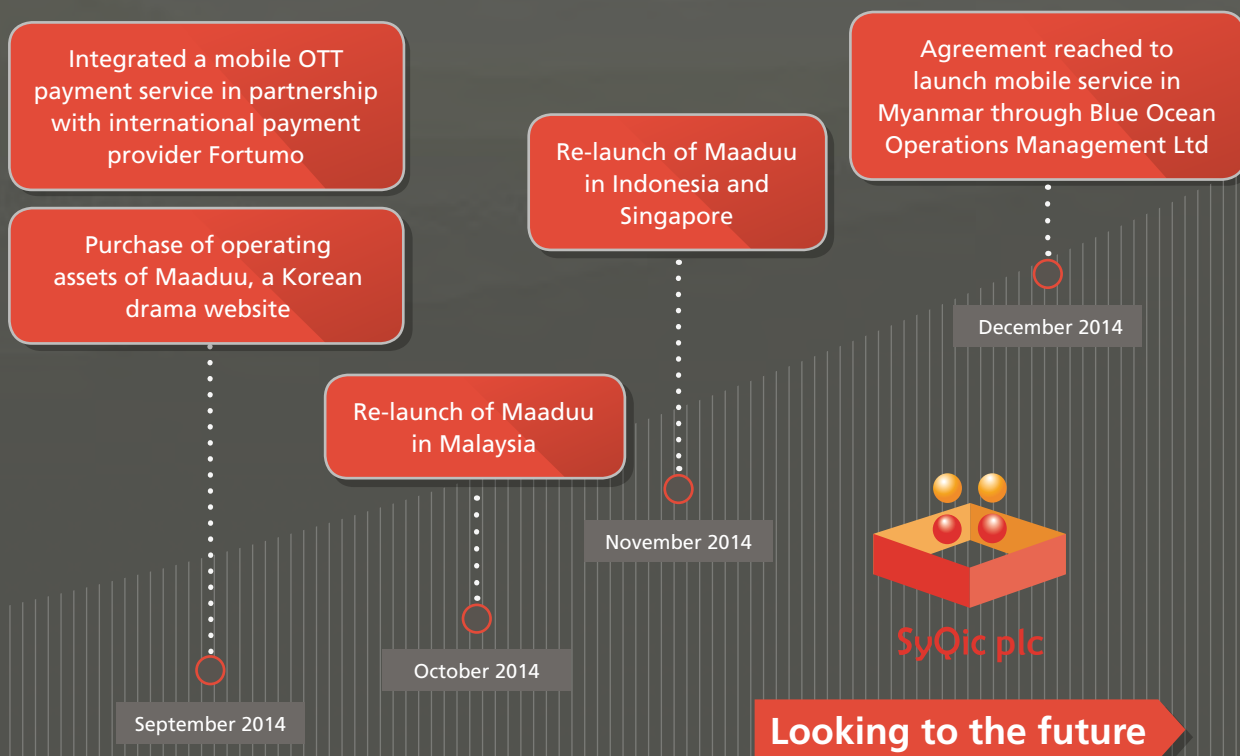 Integrated a mobile OTT
payment service in partnership
with international payment
provider Fortumo
Purchase of operating
assets of Maaduu, a Korean
drama website
September 2014
Re-launch of Maaduu
in Malaysia
October 2014
Re-launch of Maaduu
in Indonesia and
Singapore
November 2014
Agreement reached to
launch mobile service in
Myanmar through Blue Ocean
Operations Management Ltd
December 2014
SyQic plc
Looking to the future